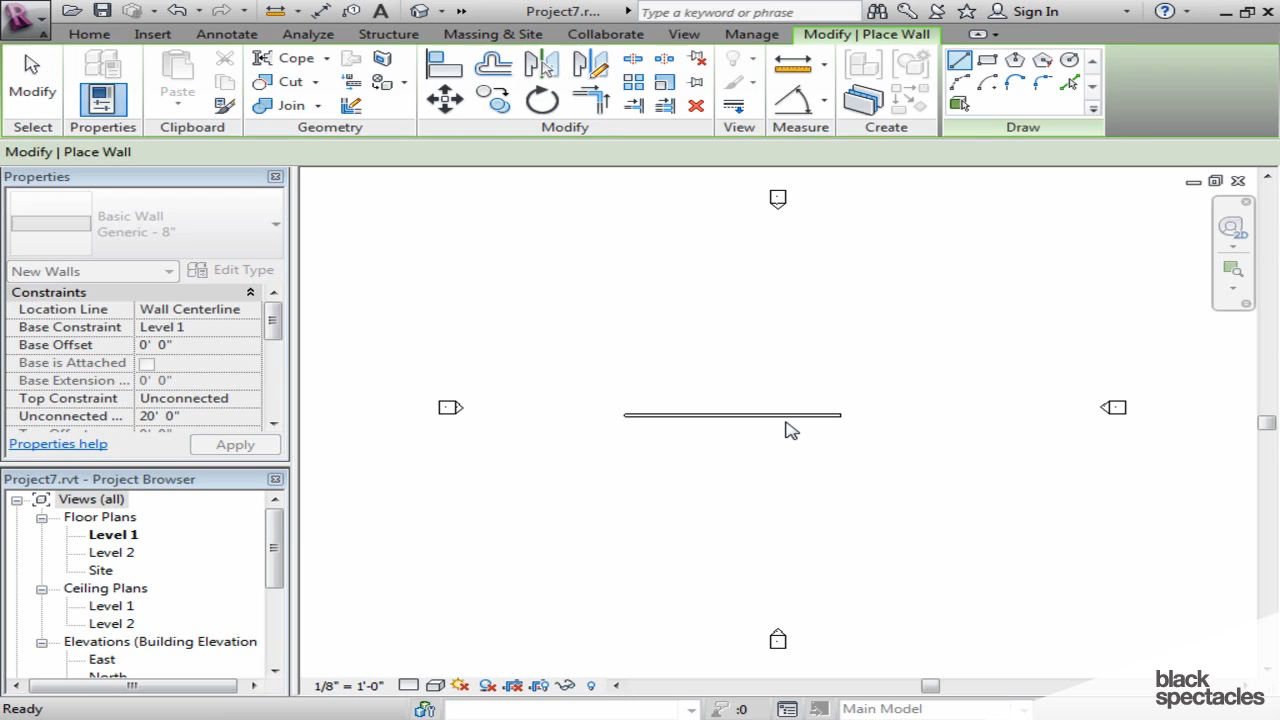 Project7.r... Type a keyword or phrase Sign In
Home Insert Annotate Analyze Structure Massing & Site Collaborate View Manage Modify | Place Wall
Modify Paste Cope Cut Join
Select Properties Clipboard Geometry Modify View Measure Create Draw
Modify | Place Wall
Properties
Basic Wall
Generic - 8"
New Walls Edit Type
Constraints
Location Line Wall Centerline
Base Constraint Level 1
Base Offset 0' 0"
Base is Attached
Base Extension ... 0' 0"
Top Constraint Unconnected
Unconnected ... 20' 0"
Properties help Apply
Project7.rvt - Project Browser
Views (all)
Floor Plans
Level 1
Level 2
Site
Ceiling Plans
Level 1
Level 2
Elevations (Building Elevation
East
North
1/8" = 1'-0"
Ready :0 Main Model
2D
black
spectacles